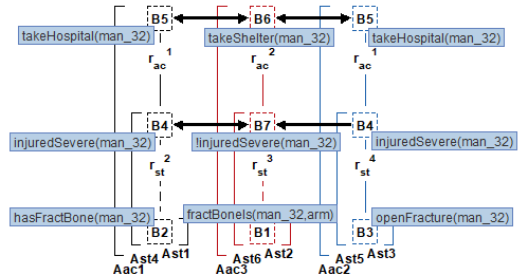 B5 B6 B5
takeHospital(man_32) takeShelter(man_32) takeHospital(man_32)
r_ac^1 r_ac^2 r_ac^1
B4 B7 B4
injuredSevere(man_32) !injuredSevere(man_32) injuredSevere(man_32)
r_st^2 r_st^3 r_st^4
hasFractBone(man_32) fractBoneIs(man_32,arm) openFracture(man_32)
B2 B1 B3
Ast4 Ast1 Ast6 Ast2 Ast5 Ast3
Aac1 Aac3 Aac2